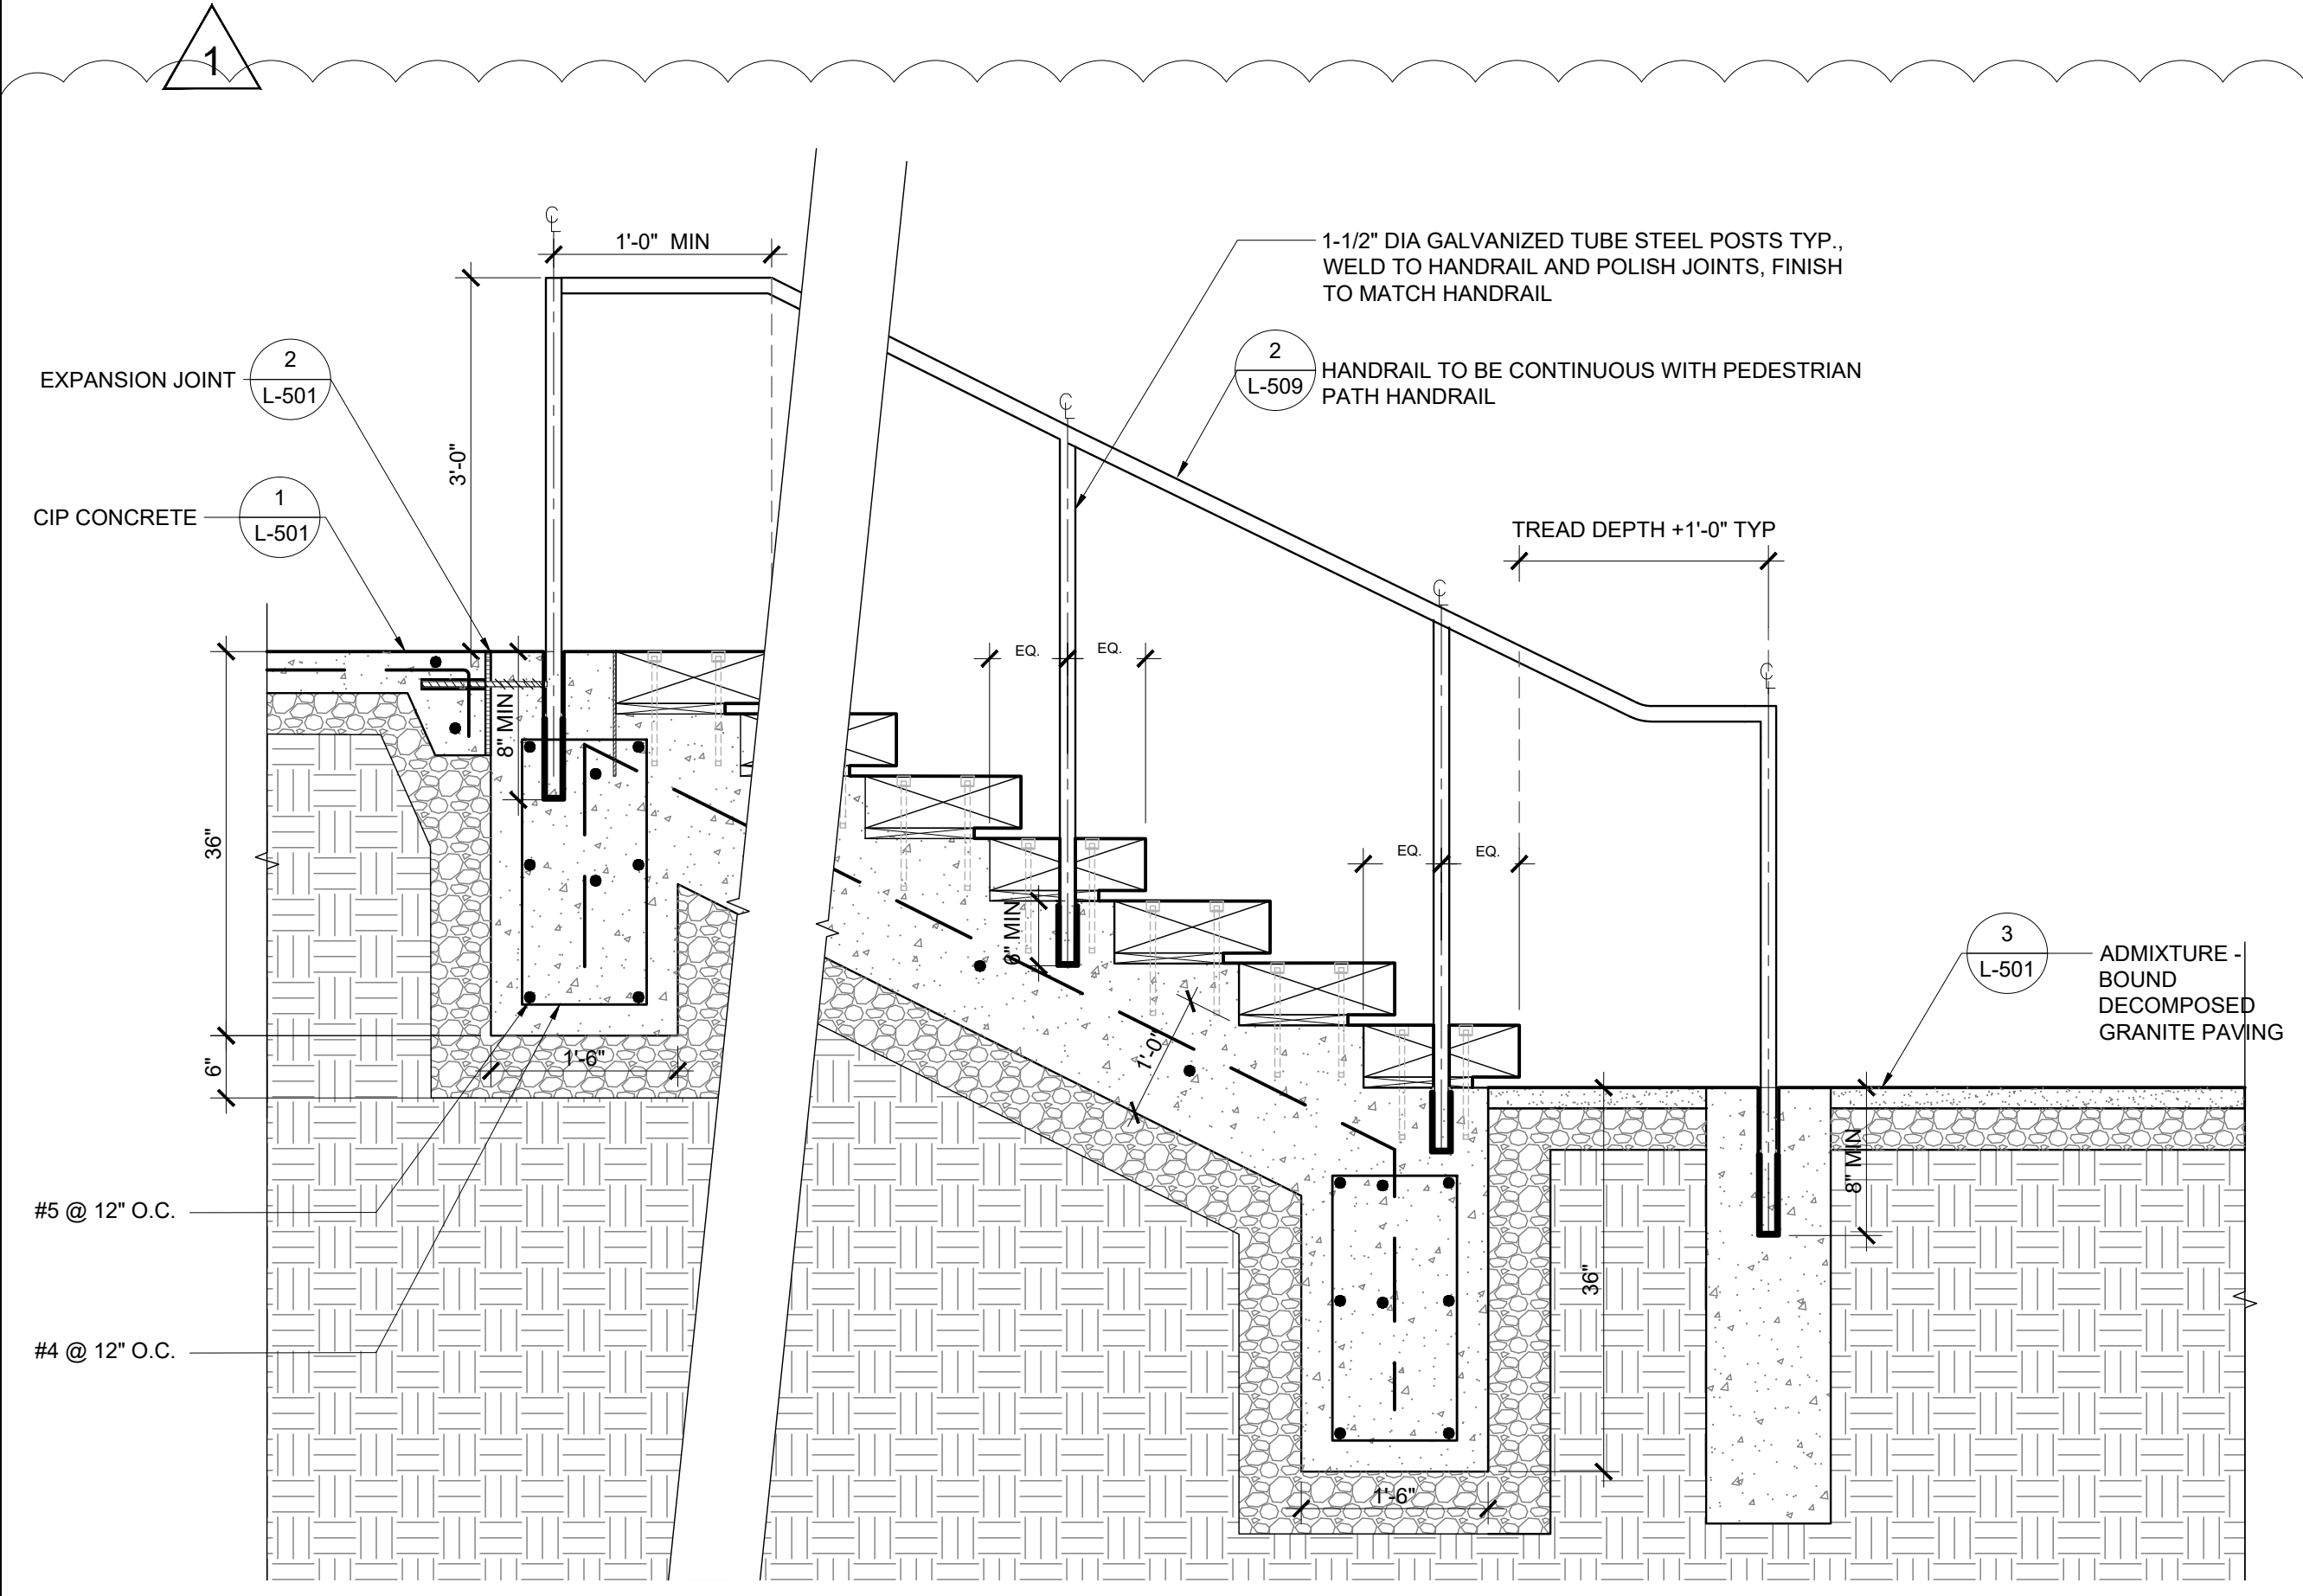 1
℄
1'-0" MIN
1-1/2" DIA GALVANIZED TUBE STEEL POSTS TYP.,
WELD TO HANDRAIL AND POLISH JOINTS, FINISH
TO MATCH HANDRAIL
2
L-501
EXPANSION JOINT
2
L-509
HANDRAIL TO BE CONTINUOUS WITH PEDESTRIAN
PATH HANDRAIL
℄
3'-0"
1
L-501
CIP CONCRETE
TREAD DEPTH +1'-0" TYP
℄
EQ.
EQ.
℄
8" MIN
36"
EQ.
EQ.
6" MIN
3
L-501
ADMIXTURE -
BOUND
DECOMPOSED
GRANITE PAVING
1'-0"
6"
1'-6"
8" MIN
#5 @ 12" O.C.
36"
#4 @ 12" O.C.
1'-6"